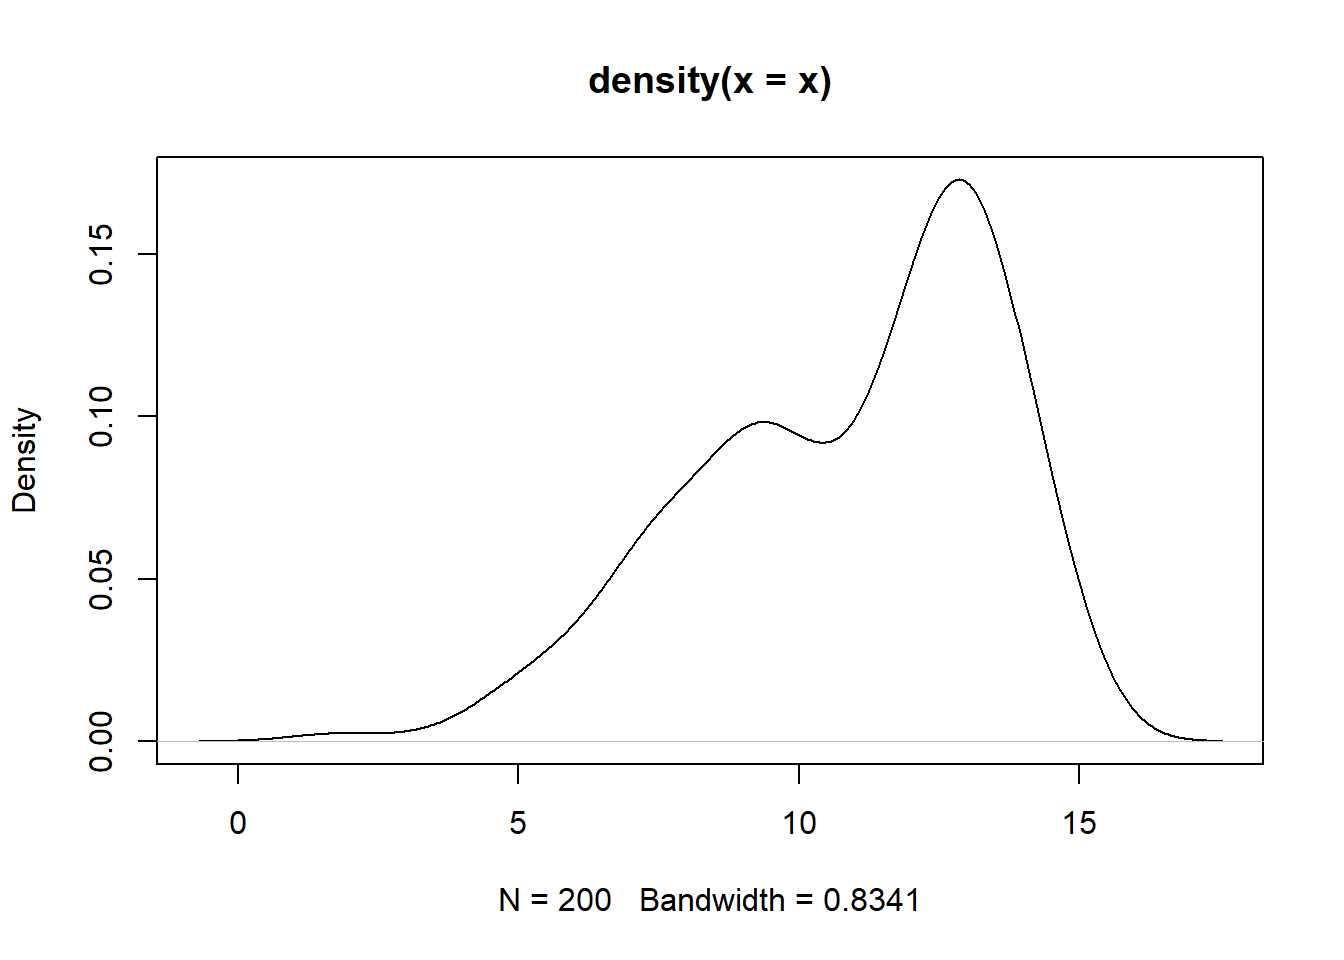 density(x = x)
Density
0.15
0.10
0.05
0.00
0 5 10 15
N = 200 Bandwidth = 0.8341